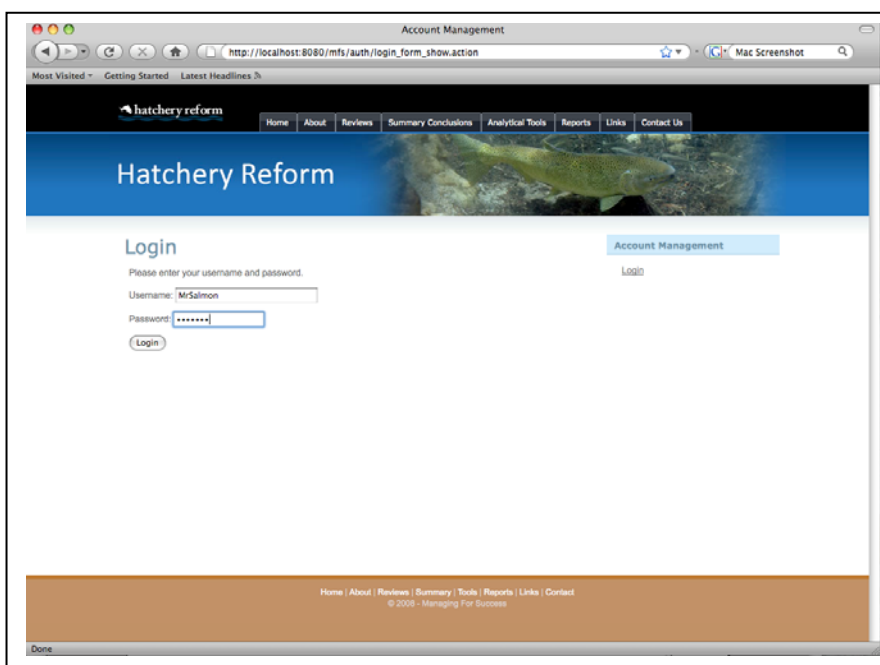 Account Management
http://localhost:8080/mfs/auth/login_form_show.action
Mac Screenshot
Most Visited Getting Started Latest Headlines
hatchery reform
Home About Reviews Summary Conclusions Analytical Tools Reports Links Contact Us
Hatchery Reform
Login
Please enter your username and password.
Username: MrSalmon
Password: •••••••
Login
Account Management
Login
Home | About | Reviews | Summary | Tools | Reports | Links | Contact
© 2008 - Managing For Success
Done